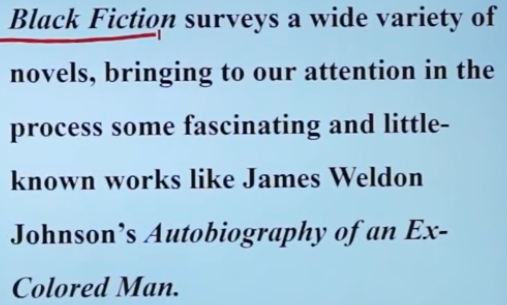 Black Fiction surveys a wide variety of
novels, bringing to our attention in the
process some fascinating and little-
known works like James Weldon
Johnson’s Autobiography of an Ex-
Colored Man.